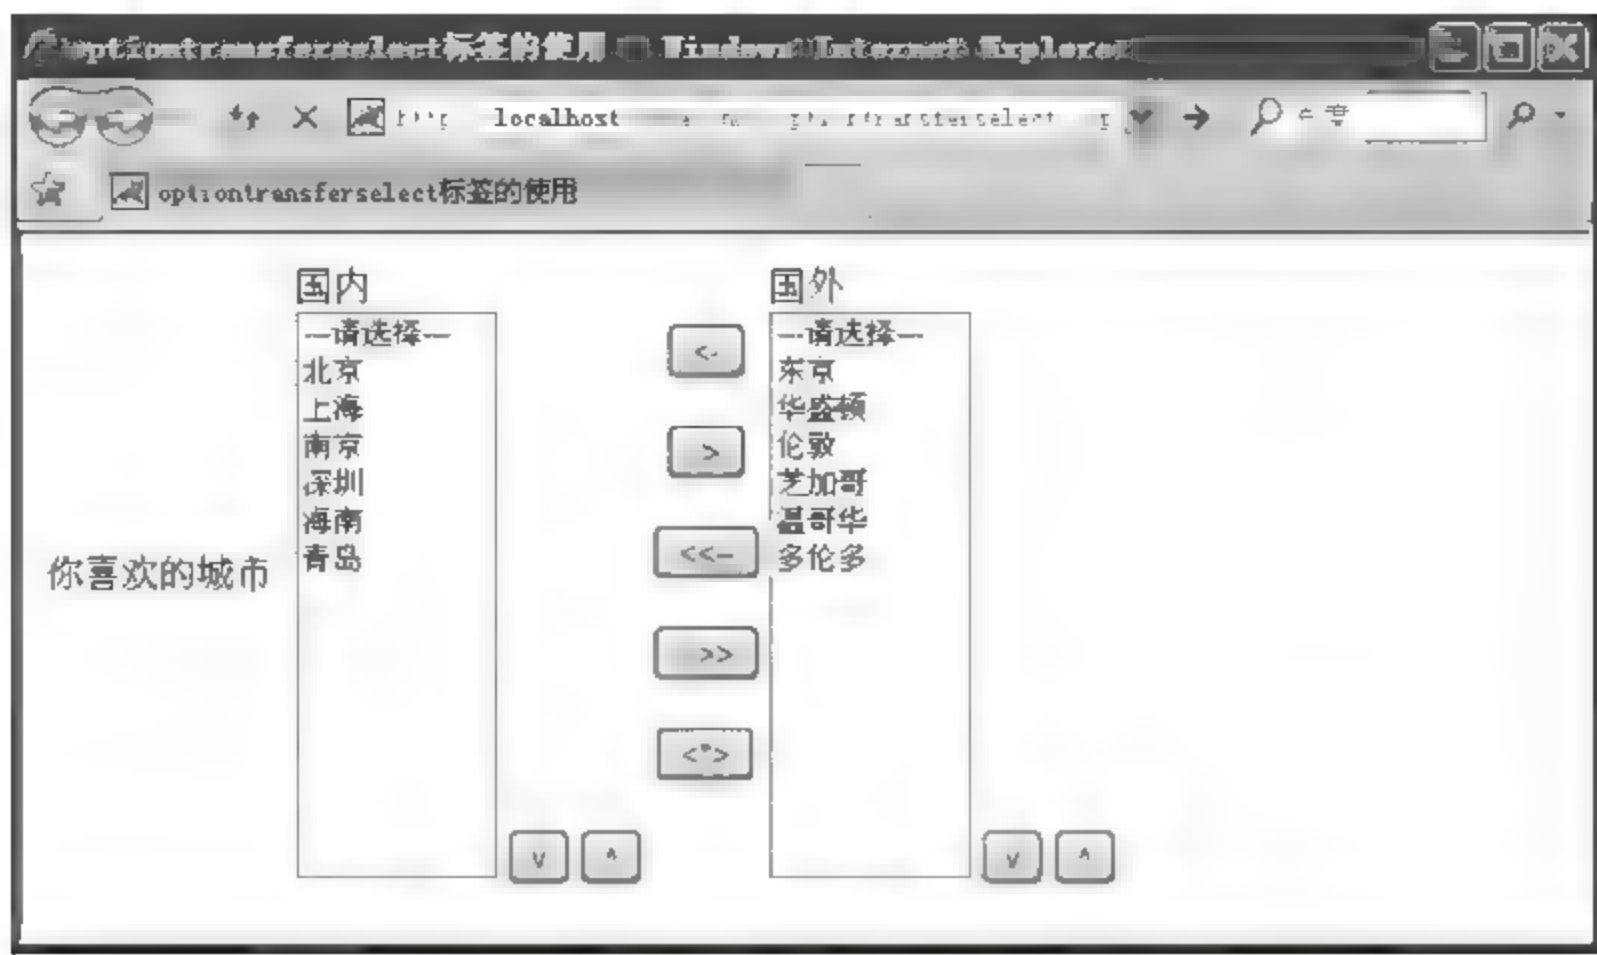 optiontransferselect标签的使用 Windows Internet Explorer
http localhost
optiontransferselect标签的使用
国内
国外
你喜欢的城市
—请选择—
北京
上海
南京
深圳
海南
青岛
<-
>
<<-
>>
<*>
—请选择—
东京
华盛顿
伦敦
芝加哥
温哥华
多伦多
v ^
v ^